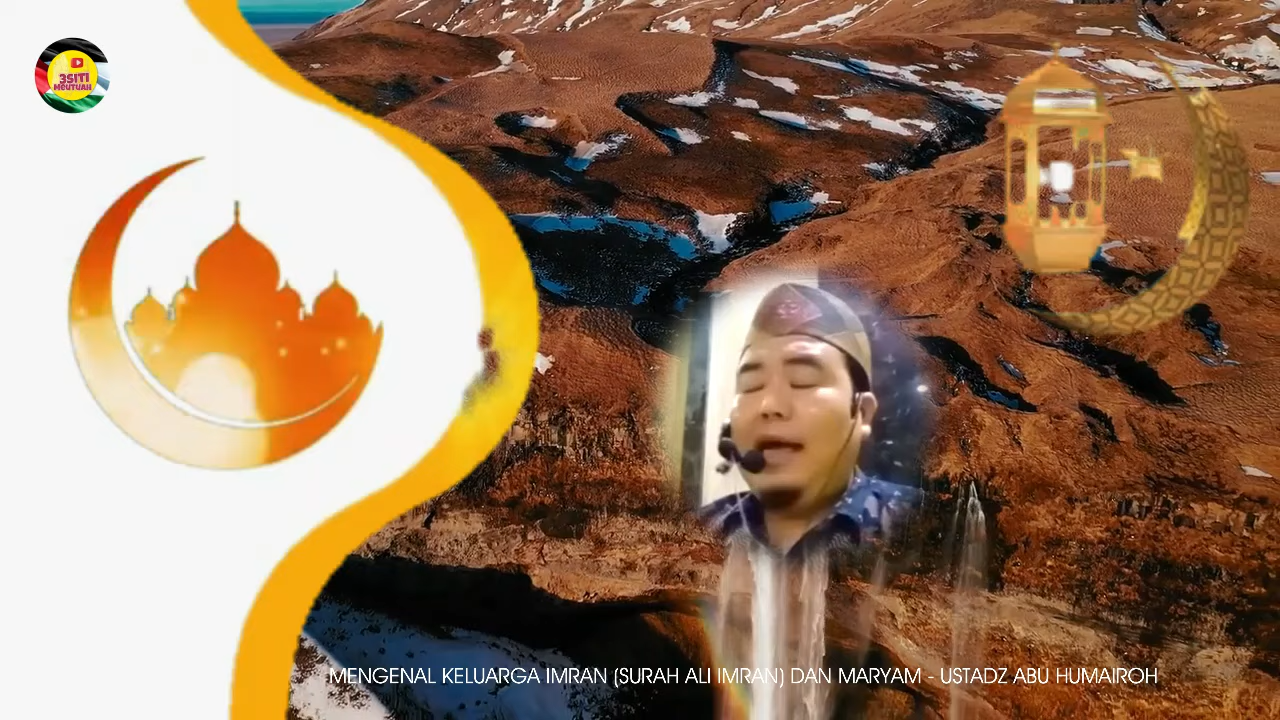 3SITI
MEUTUAH
MENGENAL KELUARGA IMRAN (SURAH ALI IMRAN) DAN MARYAM - USTADZ ABU HUMAIROH